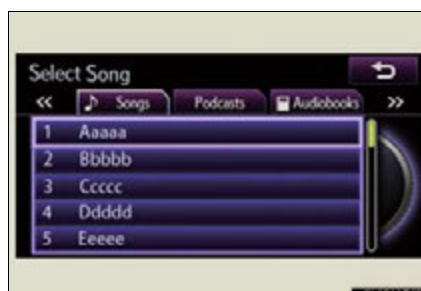 Select Song
Songs Podcasts Audiobooks
1 Aaaaa
2 Bbbbb
3 Ccccc
4 Ddddd
5 Eeeee